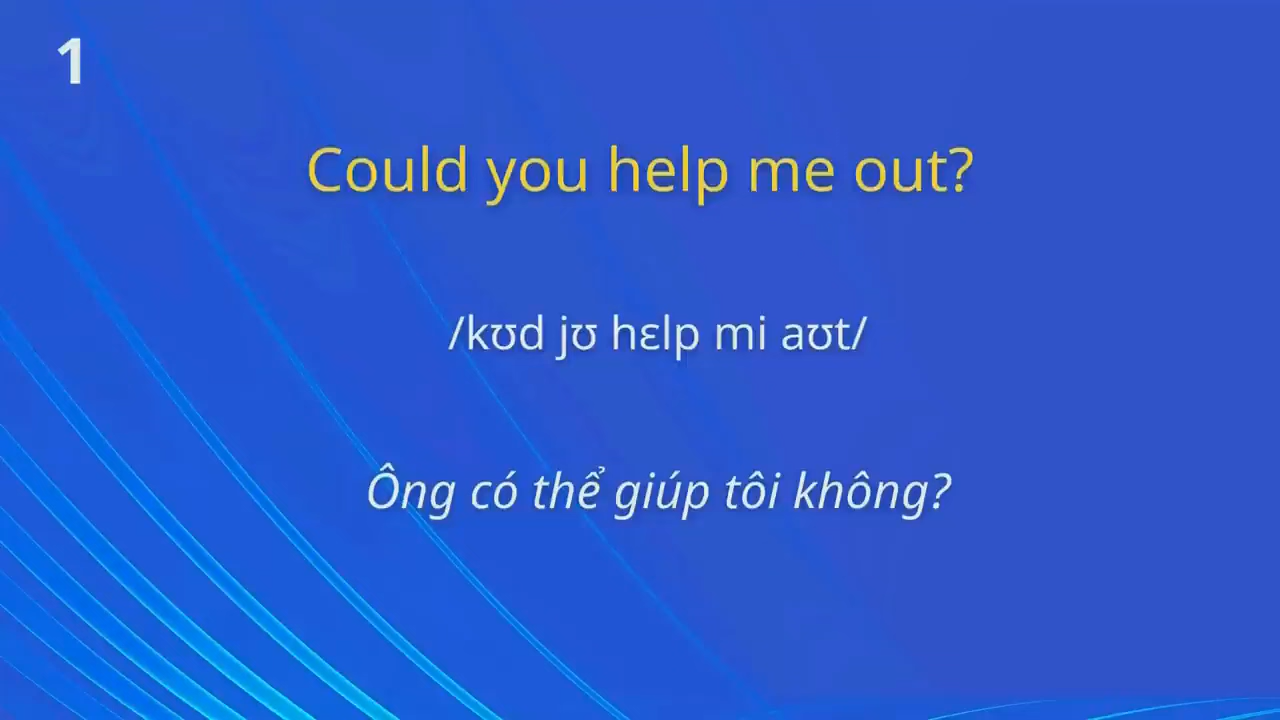 1
Could you help me out?
/kʊd jʊ hɛlp mi aʊt/
Ông có thể giúp tôi không?